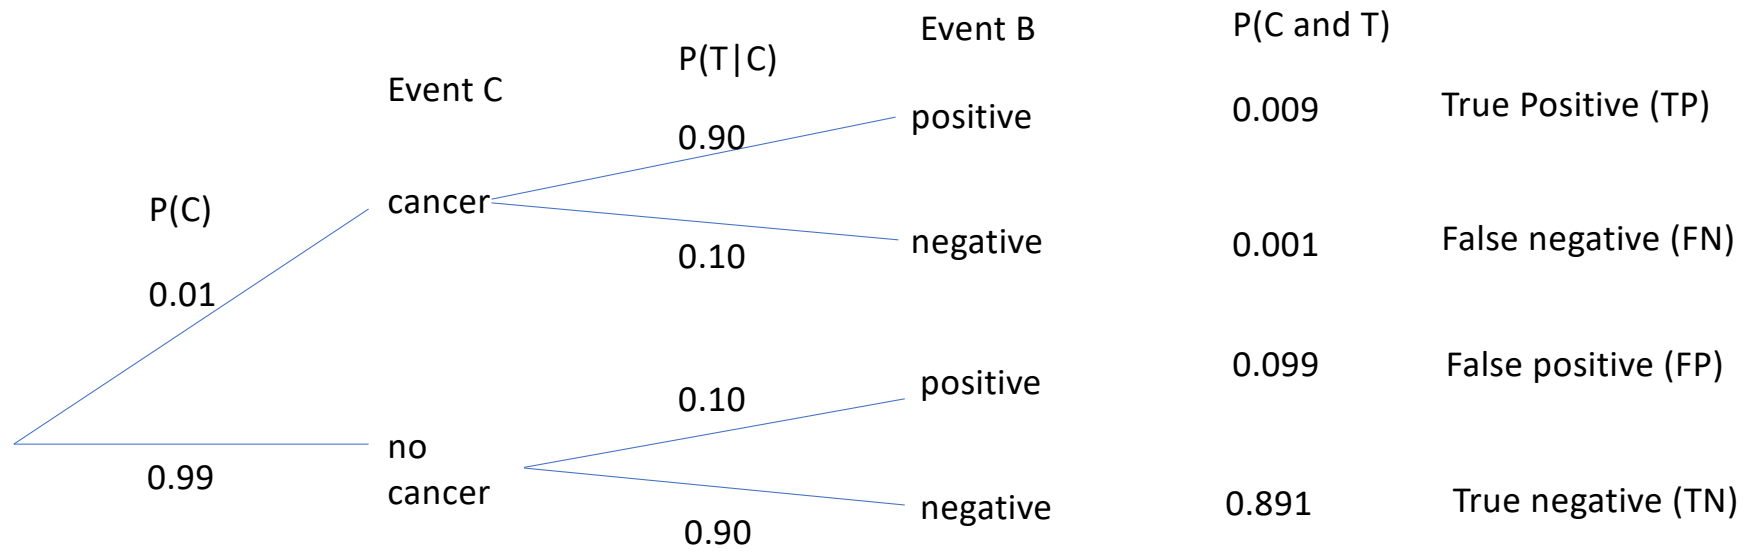 Event B
P(C and T)
P(T|C)
Event C
positive
0.009
True Positive (TP)
0.90
cancer
P(C)
negative
0.001
False negative (FN)
0.10
0.01
positive
0.099
False positive (FP)
0.10
no
cancer
0.99
negative
0.891
True negative (TN)
0.90